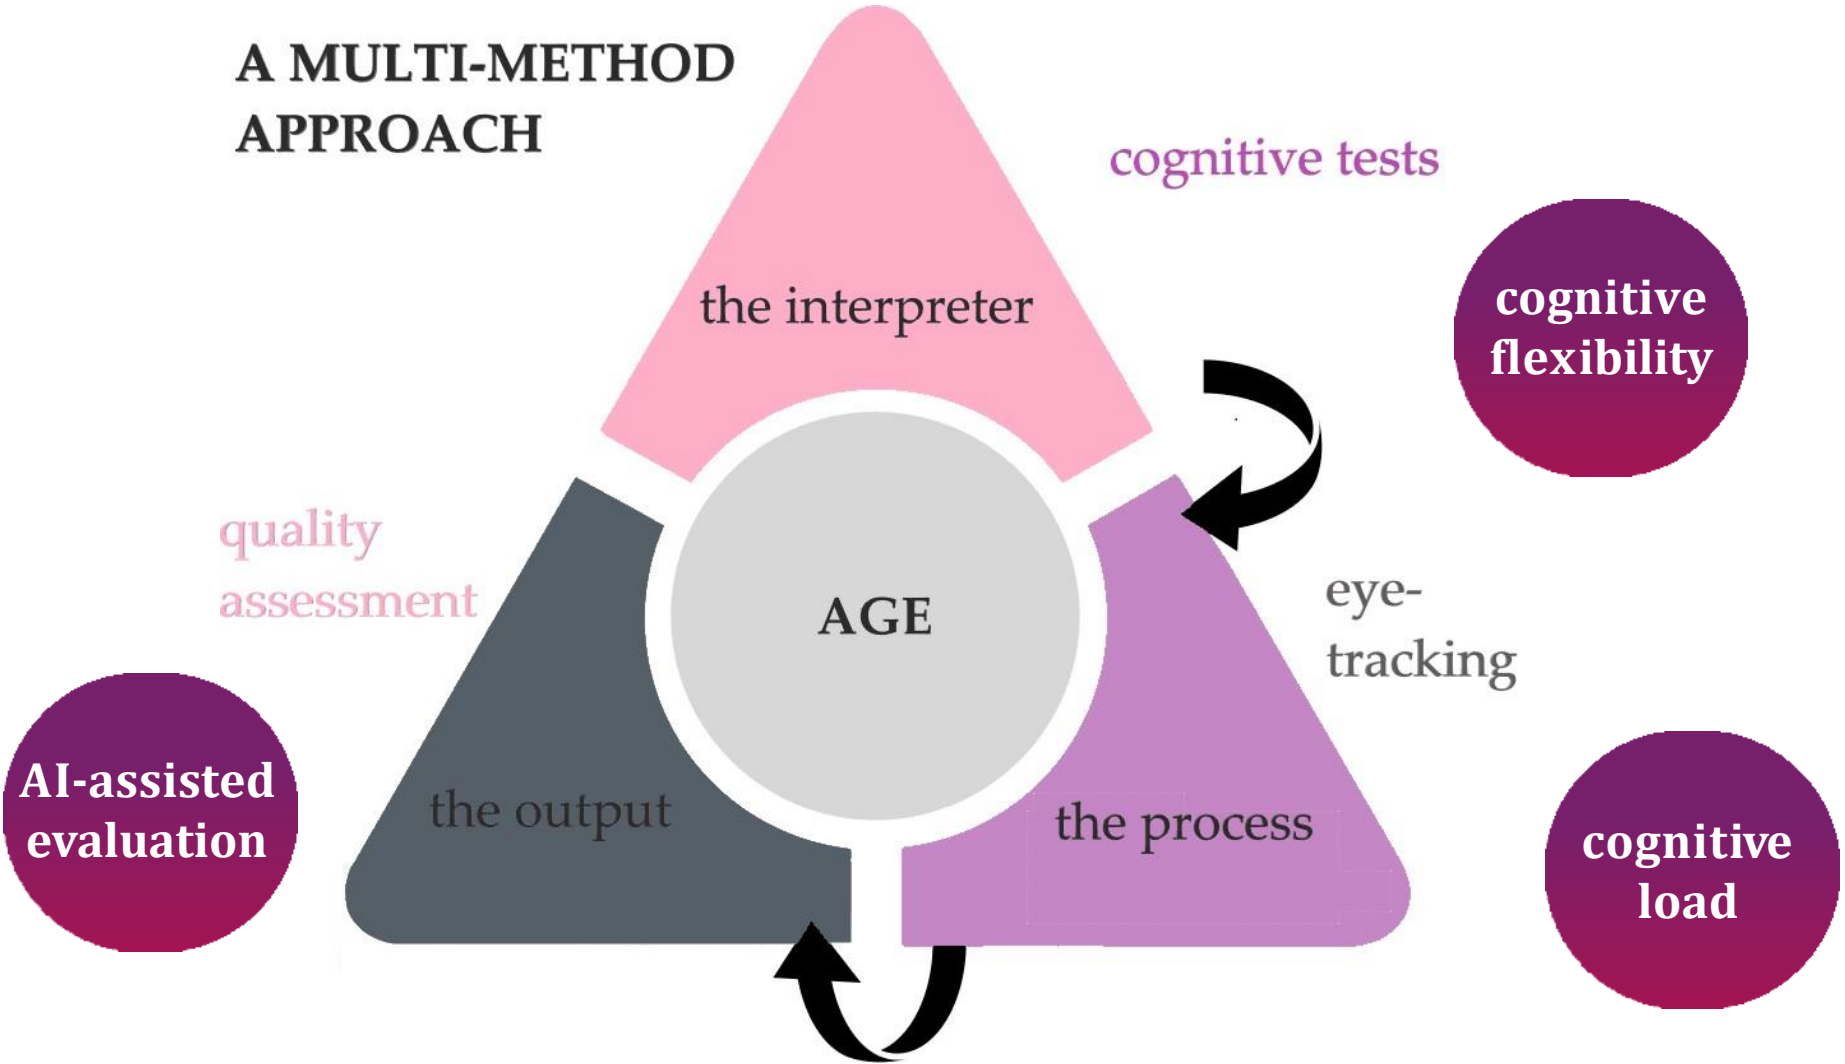 A MULTI-METHOD
APPROACH
cognitive tests
cognitive
flexibility
the interpreter
quality
assessment
AGE
eye-
tracking
AI-assisted
evaluation
the output
the process
cognitive
load